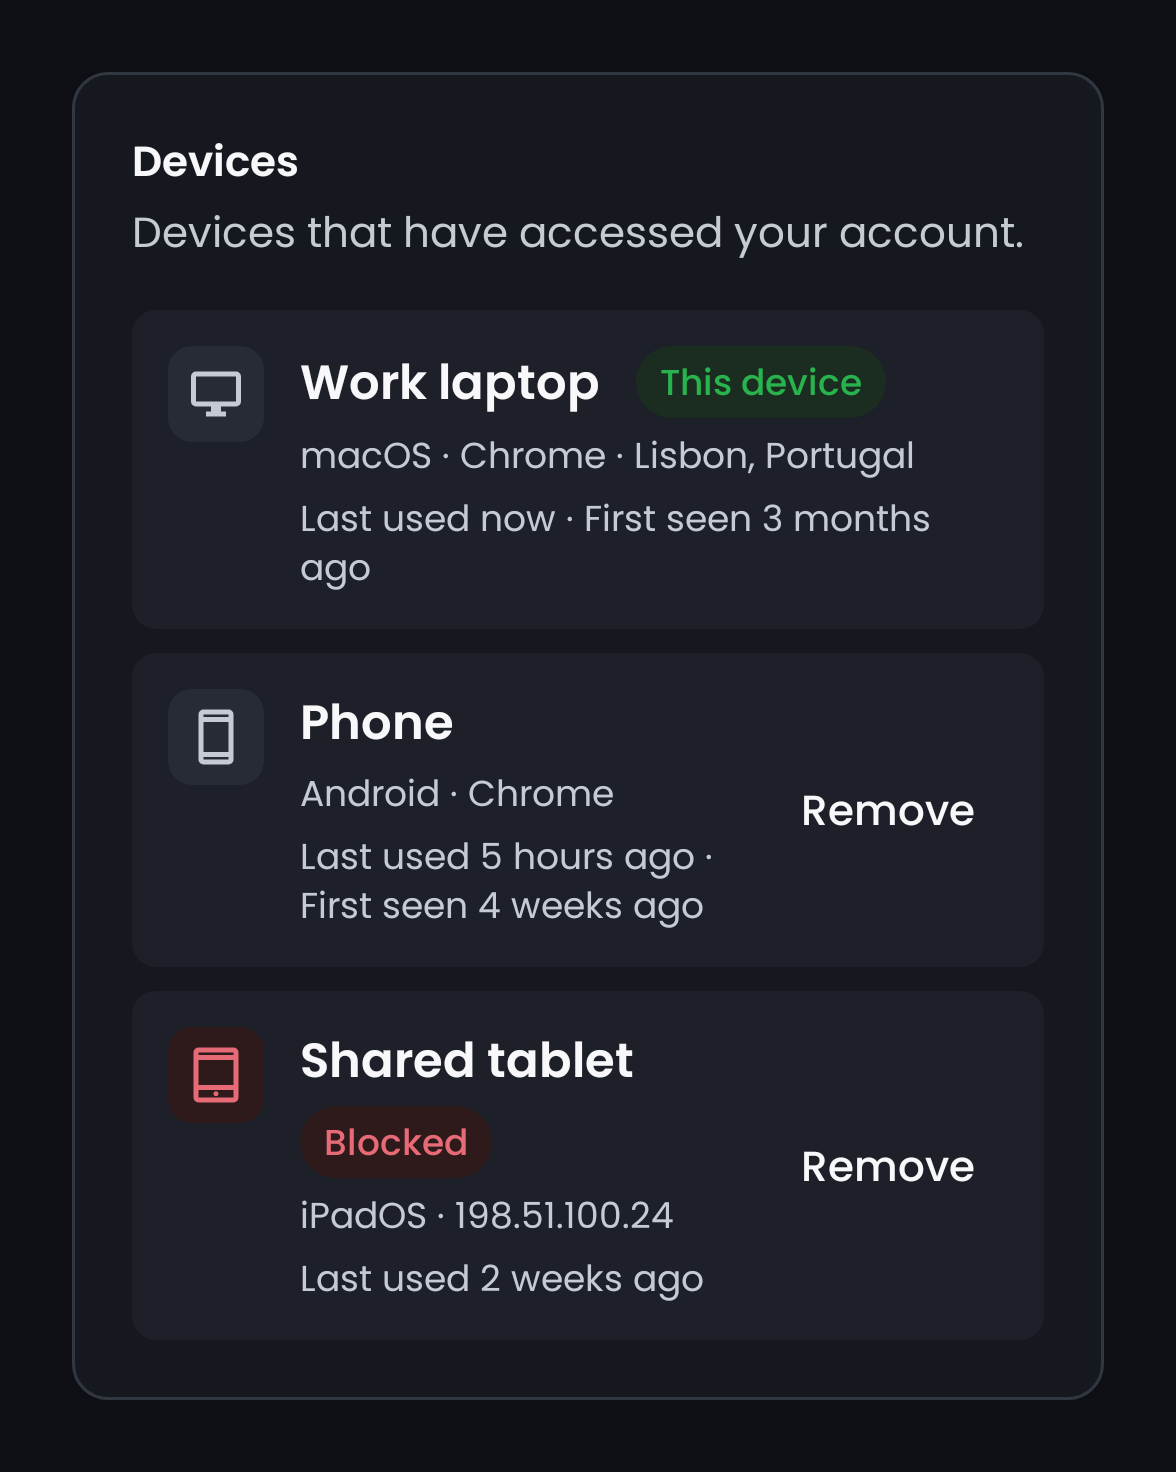 Devices
Devices that have accessed your account.
Work laptop This device
macOS · Chrome · Lisbon, Portugal
Last used now · First seen 3 months
ago
Phone
Android · Chrome
Last used 5 hours ago ·
First seen 4 weeks ago
Remove
Shared tablet
Blocked
iPadOS · 198.51.100.24
Last used 2 weeks ago
Remove